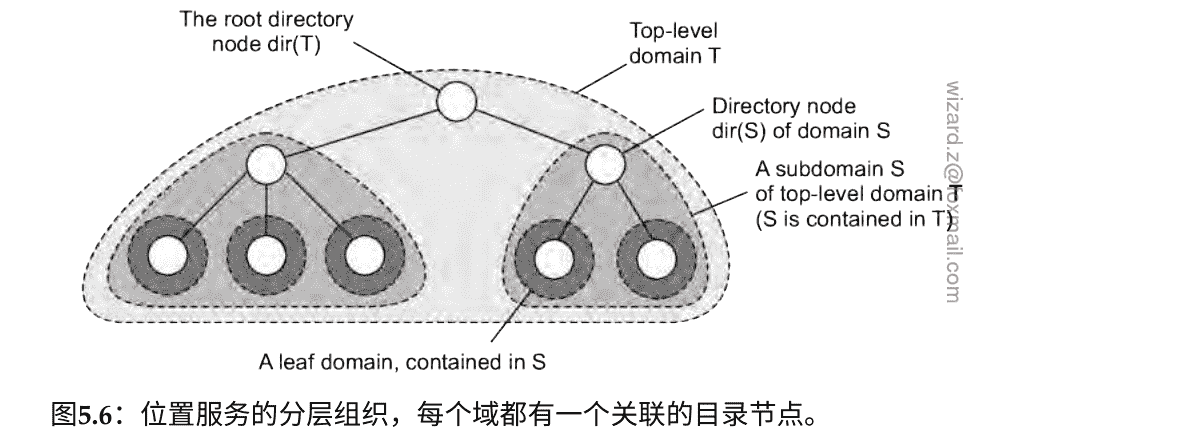 The root directory
node dir(T)
Top-level
domain T
Directory node
dir(S) of domain S
A subdomain S
of top-level domain T
(S is contained in T)
wizard.z@foxmail.com
A leaf domain, contained in S
图5.6：位置服务的分层组织，每个域都有一个关联的目录节点。